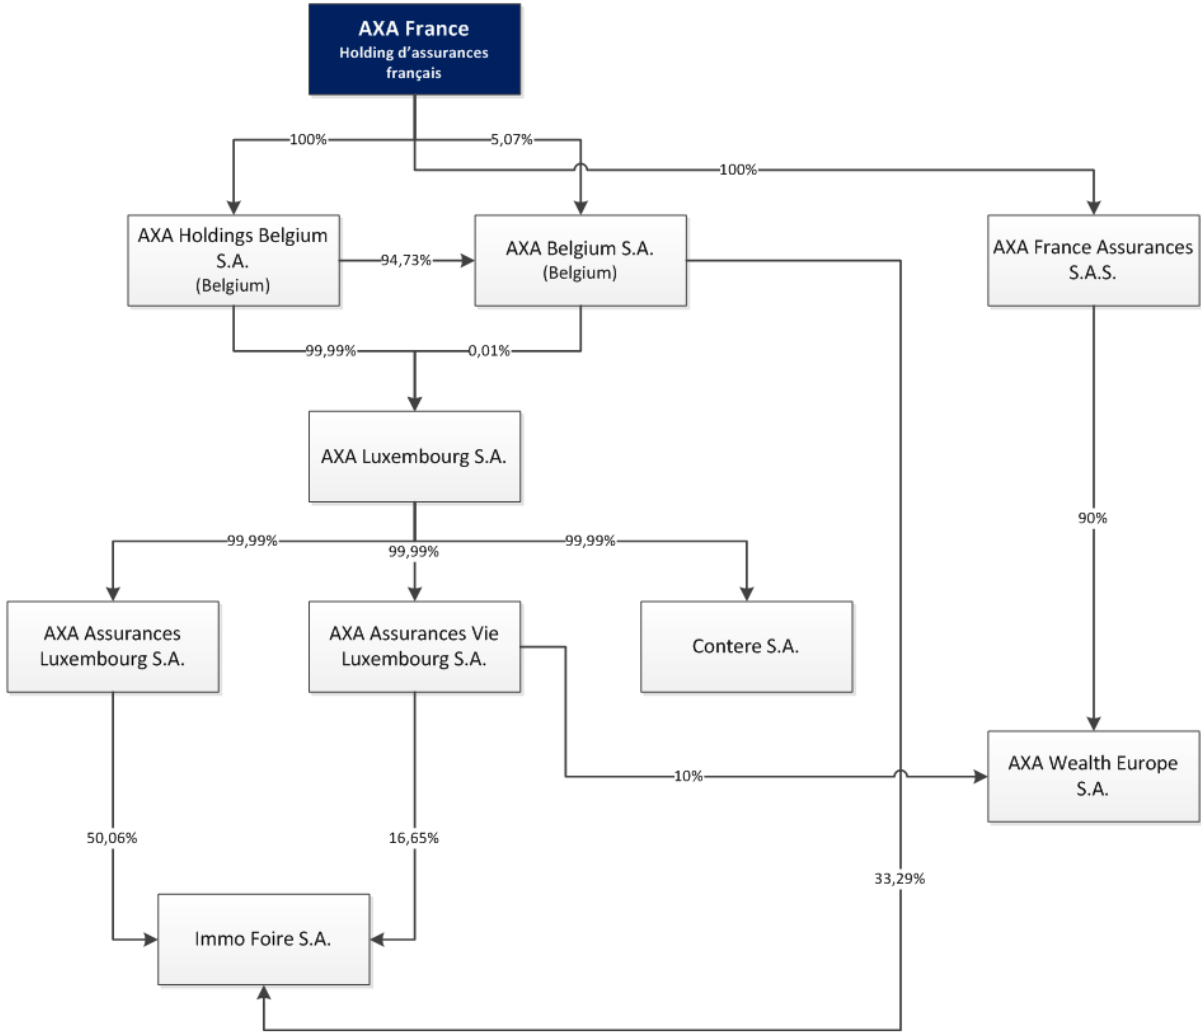 AXA France
Holding d'assurances
français
100%
5,07%
100%
AXA Holdings Belgium
S.A.
(Belgium)
94,73%
AXA Belgium S.A.
(Belgium)
AXA France Assurances
S.A.S.
99,99%
0,01%
AXA Luxembourg S.A.
90%
99,99%
99,99%
99,99%
AXA Assurances
Luxembourg S.A.
AXA Assurances Vie
Luxembourg S.A.
Contere S.A.
10%
AXA Wealth Europe
S.A.
50,06%
16,65%
33,29%
Immo Foire S.A.